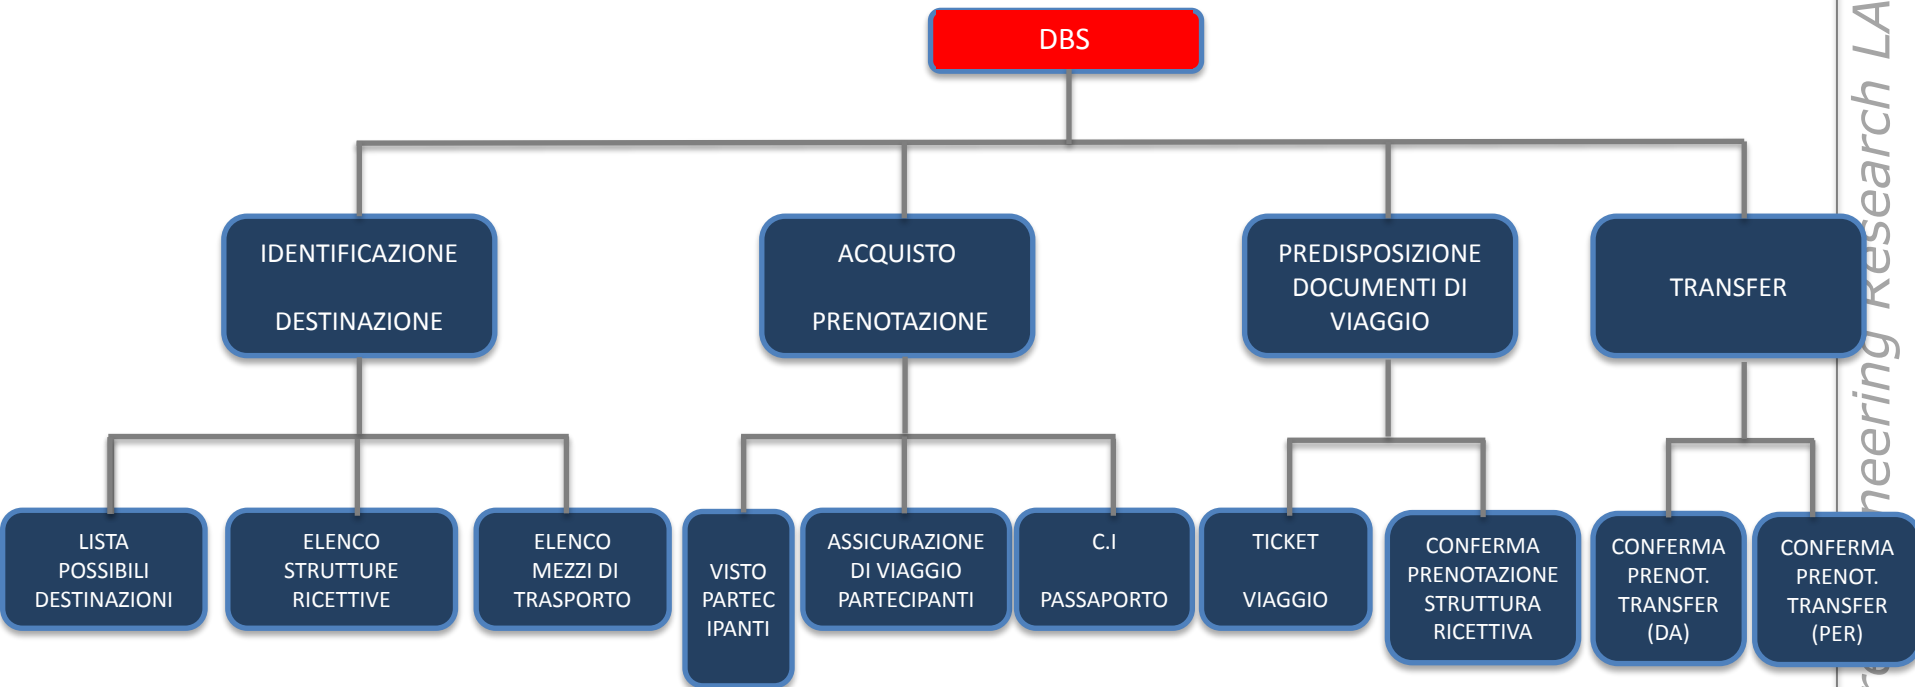 DBS
IDENTIFICAZIONE
DESTINAZIONE
ACQUISTO
PRENOTAZIONE
PREDISPOSIZIONE
DOCUMENTI DI
VIAGGIO
TRANSFER
LISTA
POSSIBILI
DESTINAZIONI
ELENCO
STRUTTURE
RICETTIVE
ELENCO
MEZZI DI
TRASPORTO
VISTO
PARTEC
IPANTI
ASSICURAZIONE
DI VIAGGIO
PARTECIPANTI
C.I
PASSAPORTO
TICKET
VIAGGIO
CONFERMA
PRENOTAZIONE
STRUTTURA
RICETTIVA
CONFERMA
PRENOT.
TRANSFER
(DA)
CONFERMA
PRENOT.
TRANSFER
(PER)
neering Research LA